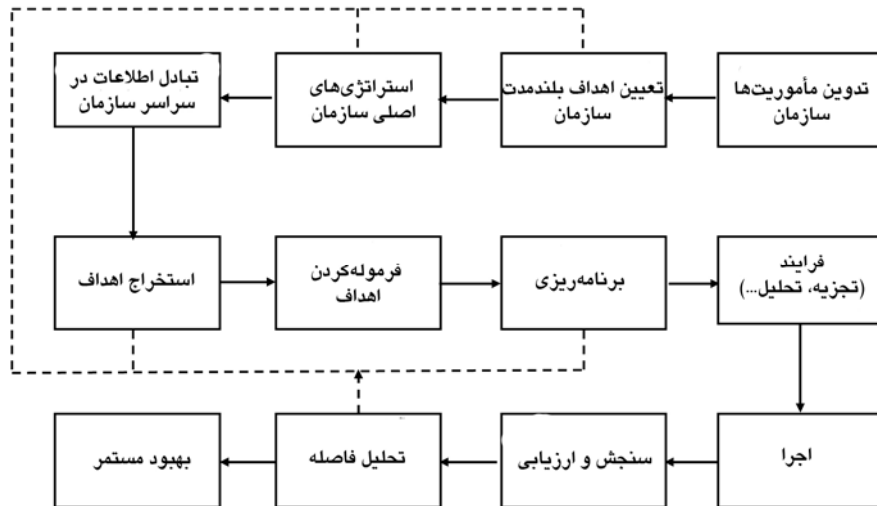 تدوین مأموریت‌ها
سازمان
تعیین اهداف بلندمدت
سازمان
استراتژی‌های
اصلی سازمان
تبادل اطلاعات در
سراسر سازمان
استخراج اهداف
فرموله‌کردن
اهداف
برنامه‌ریزی
فرایند
(تجزیه، تحلیل...)
اجرا
سنجش و ارزیابی
تحلیل فاصله
بهبود مستمر